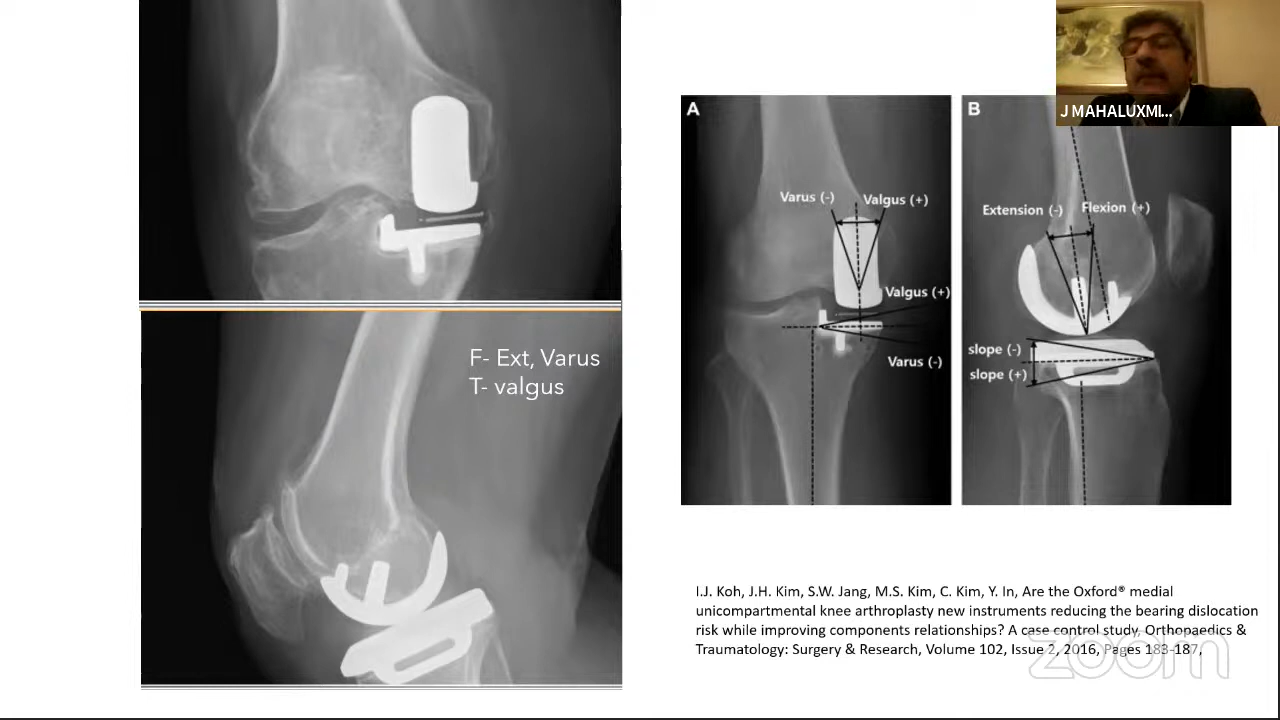 J MAHALUXMI...
A
B
Varus (-)
Valgus (+)
Extension (-)
Flexion (+)
Valgus (+)
Varus (-)
slope (-)
slope (+)
F- Ext, Varus
T- valgus
I.J. Koh, J.H. Kim, S.W. Jang, M.S. Kim, C. Kim, Y. In, Are the Oxford® medial
unicompartmental knee arthroplasty new instruments reducing the bearing dislocation
risk while improving components relationships? A case control study, Orthopaedics &
Traumatology: Surgery & Research, Volume 102, Issue 2, 2016, Pages 183-187,
zoom